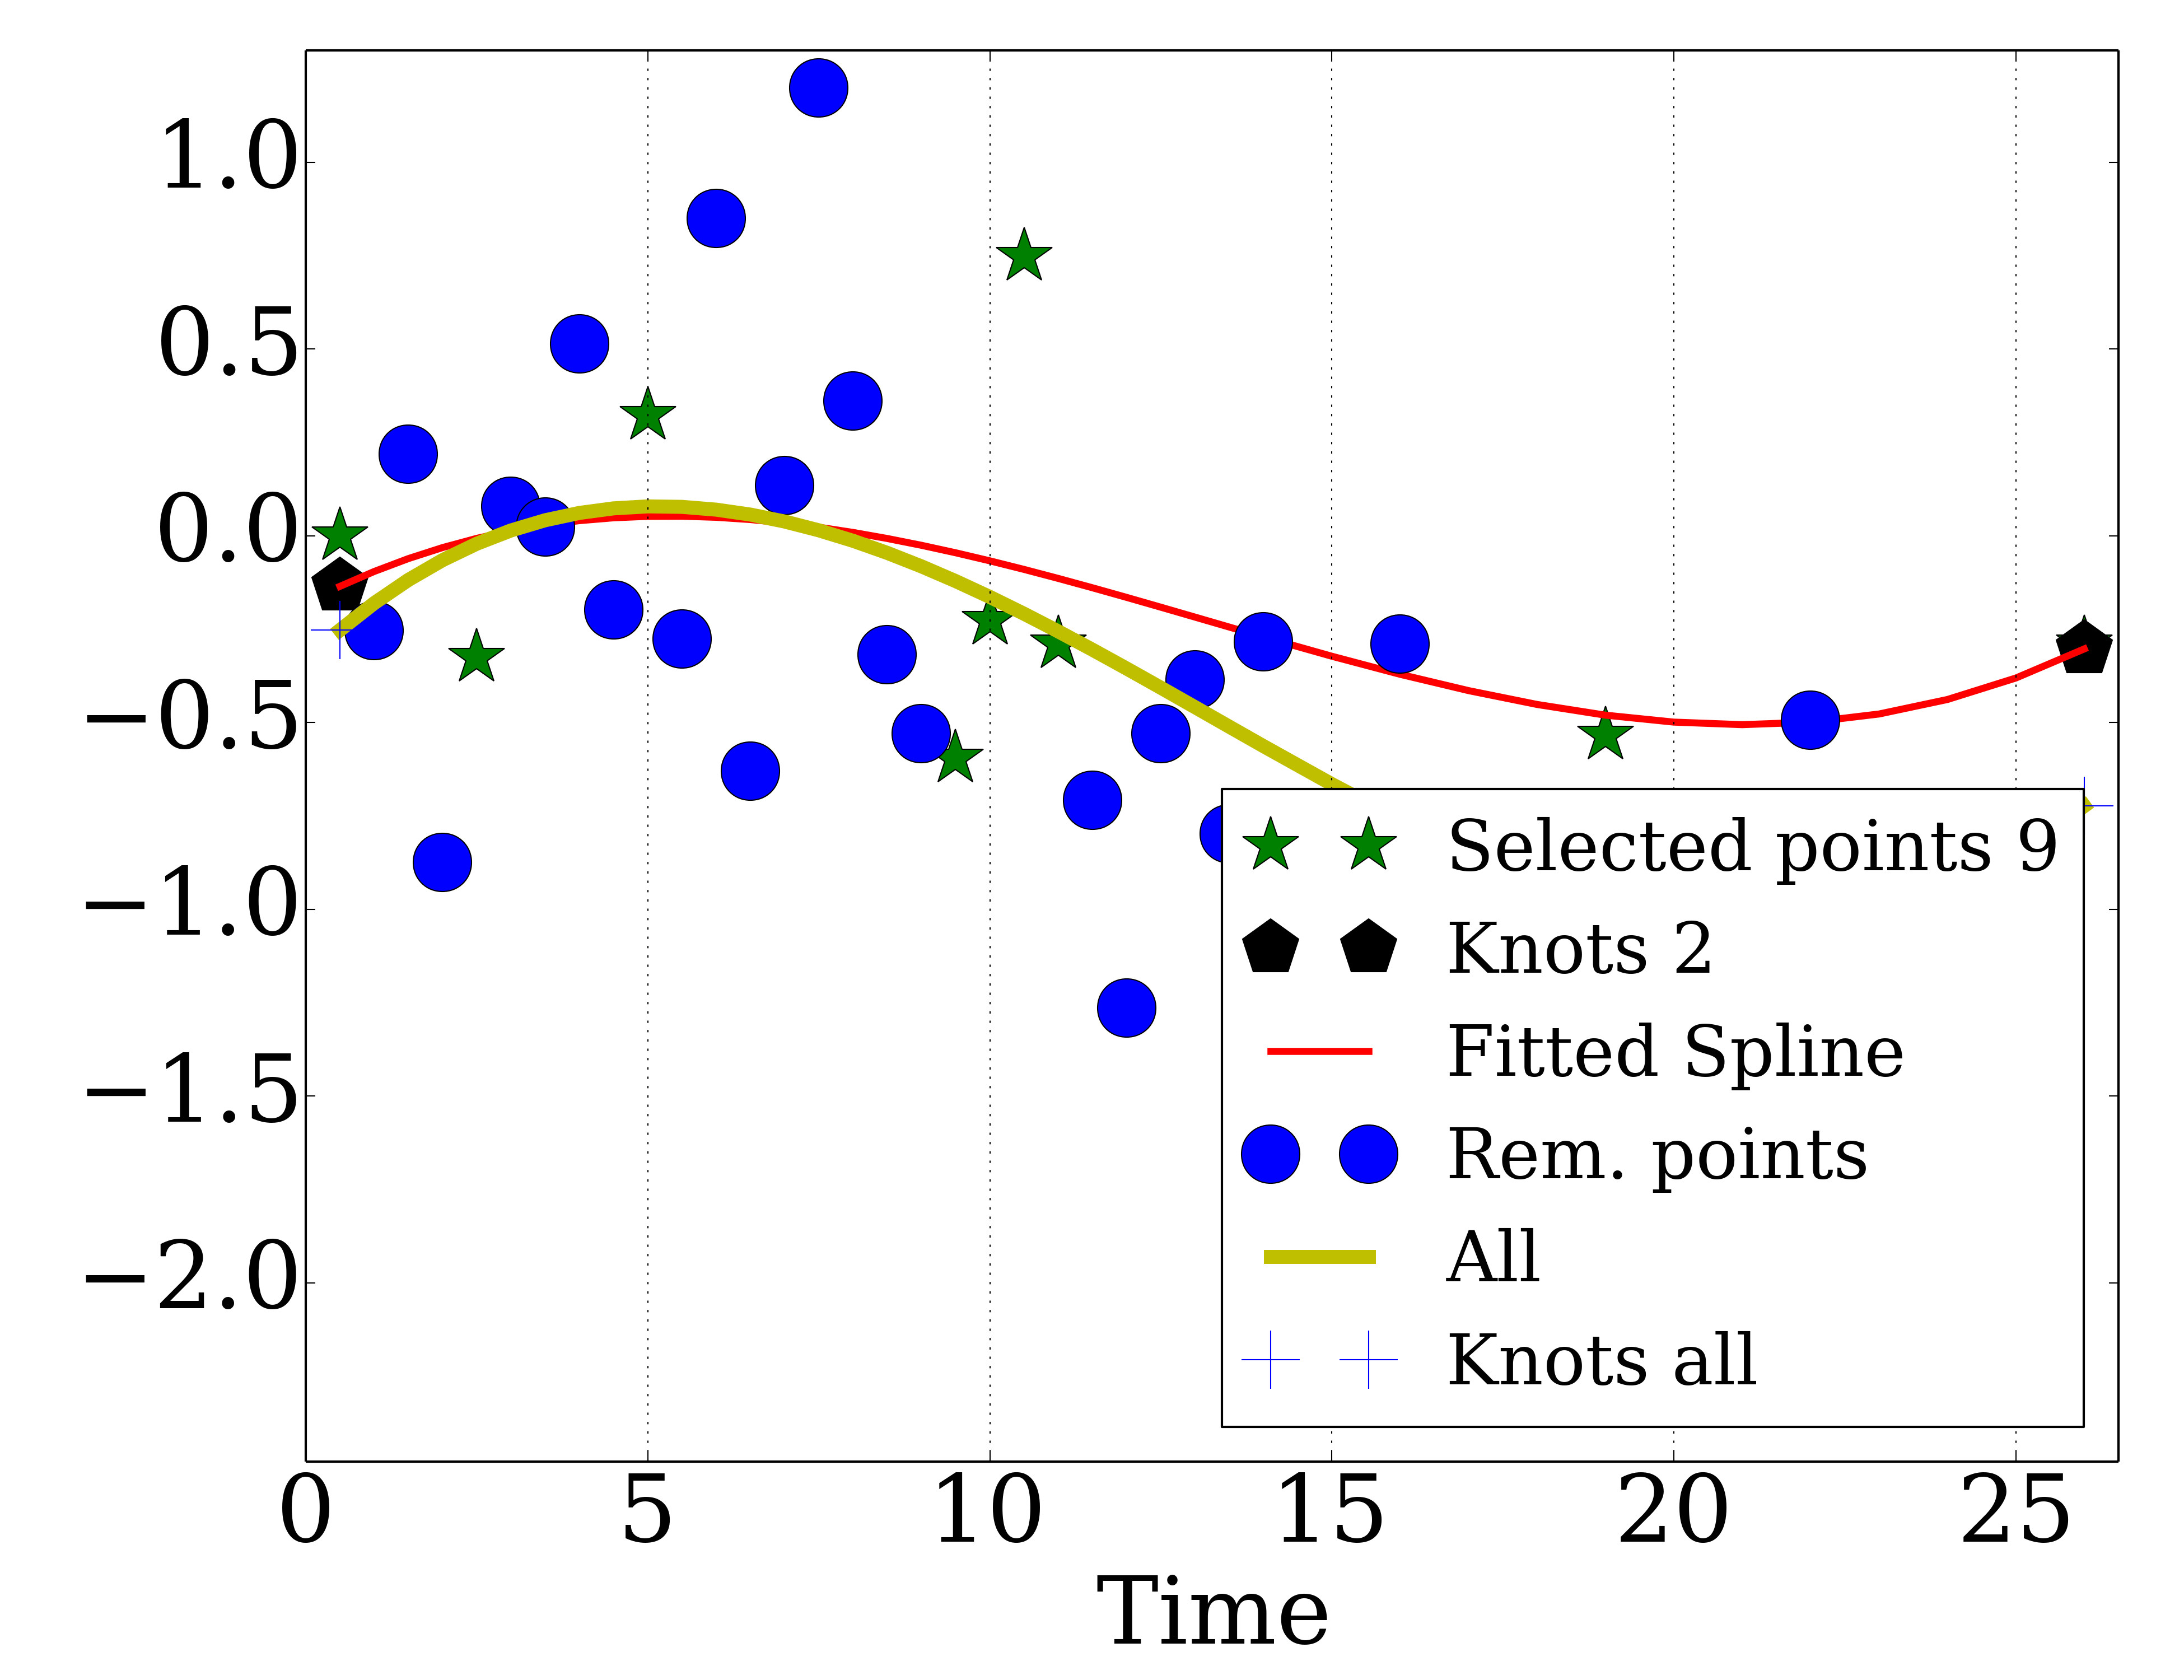 1.0
0.5
0.0
−0.5
−1.0
−1.5
−2.0
Selected points 9
Knots 2
Fitted Spline
Rem. points
All
Knots all
0 5 10 15 20 25
Time